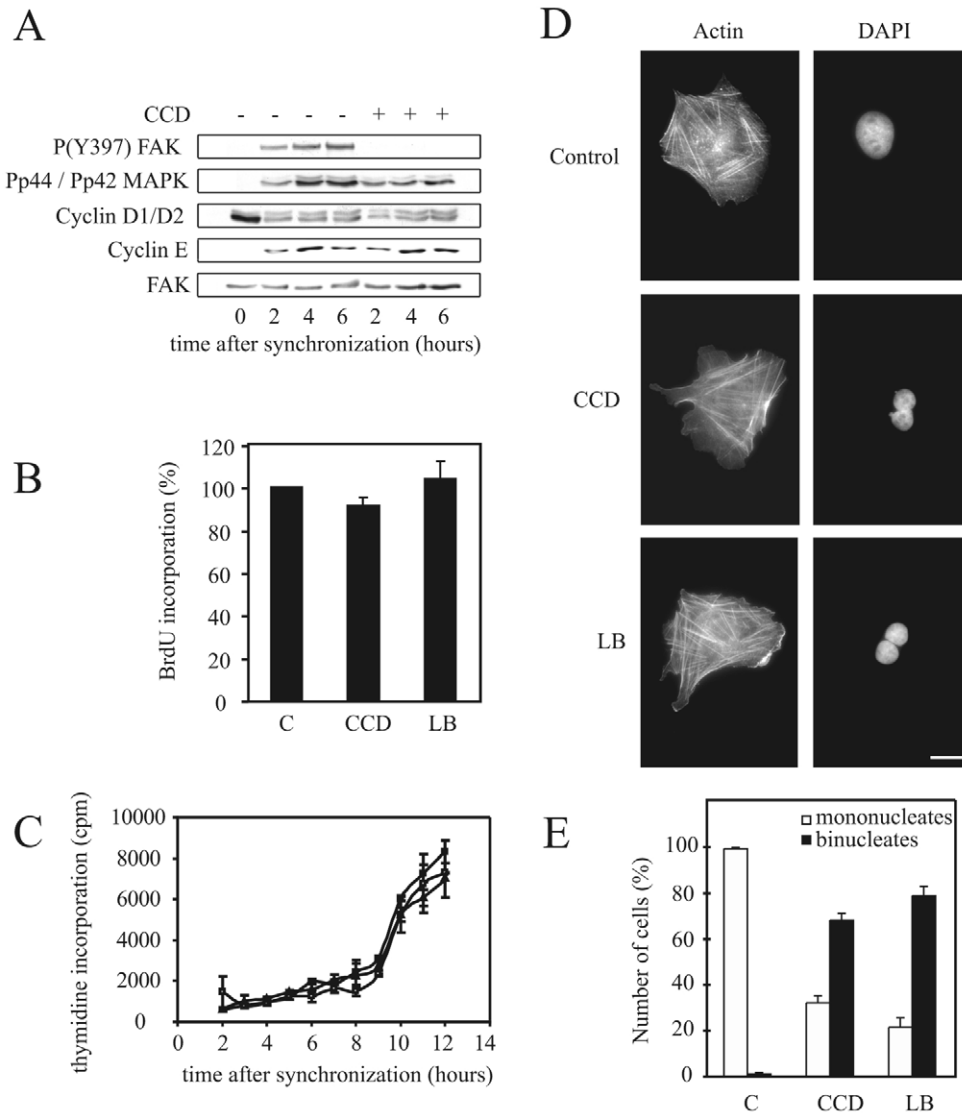 A
CCD - - - - + + +
P(Y397) FAK
Pp44 / Pp42 MAPK
Cyclin D1/D2
Cyclin E
FAK
0 2 4 6 2 4 6
time after synchronization (hours)
B
BrdU incorporation (%)
120
100
80
60
40
20
0
C CCD LB
C
thymidine incorporation (cpm)
10000
8000
6000
4000
2000
0
0 2 4 6 8 10 12 14
time after synchronization (hours)
D
Actin DAPI
Control
CCD
LB
E
mononucleates
binucleates
Number of cells (%)
100
80
60
40
20
0
C CCD LB